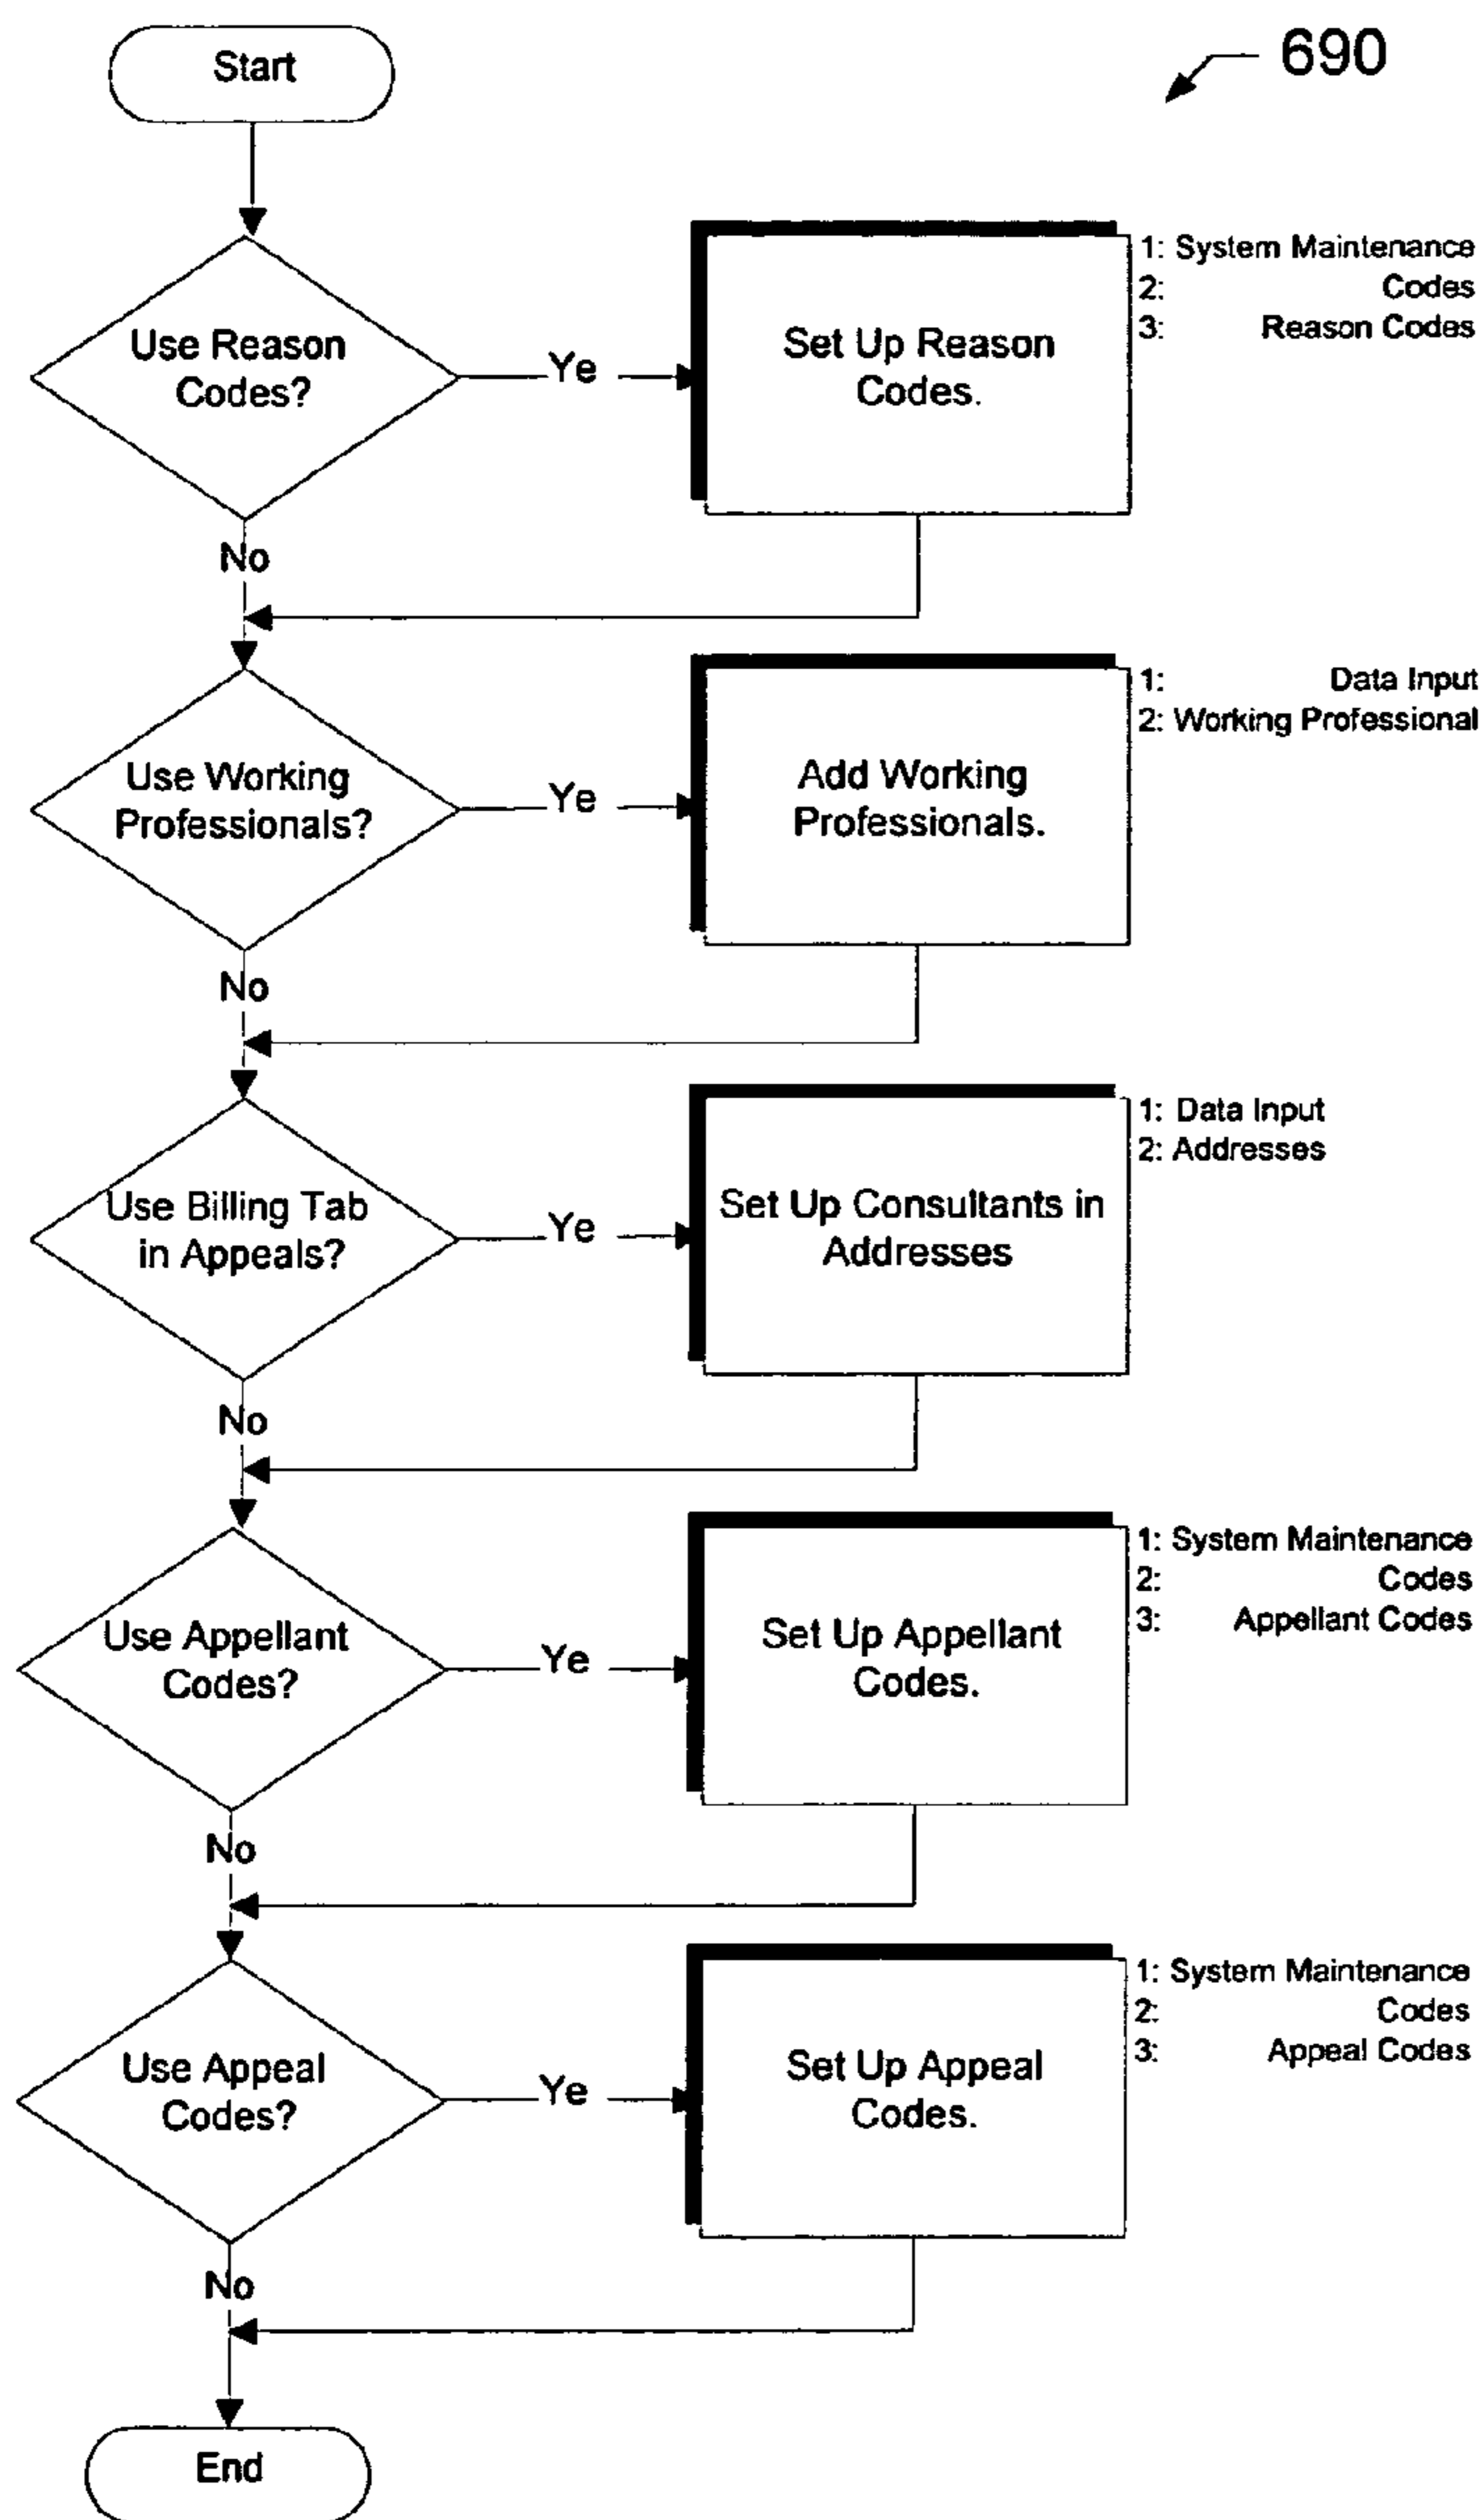 Start
690
Use Reason
Codes?
Ye
Set Up Reason
Codes.
1: System Maintenance
2: Codes
3: Reason Codes
No
Use Working
Professionals?
Ye
Add Working
Professionals.
1: Data Input
2: Working Professional
No
Use Billing Tab
in Appeals?
Ye
Set Up Consultants in
Addresses
1: Data Input
2: Addresses
No
Use Appellant
Codes?
Ye
Set Up Appellant
Codes.
1: System Maintenance
2: Codes
3: Appellant Codes
No
Use Appeal
Codes?
Ye
Set Up Appeal
Codes.
1: System Maintenance
2: Codes
3: Appeal Codes
No
End